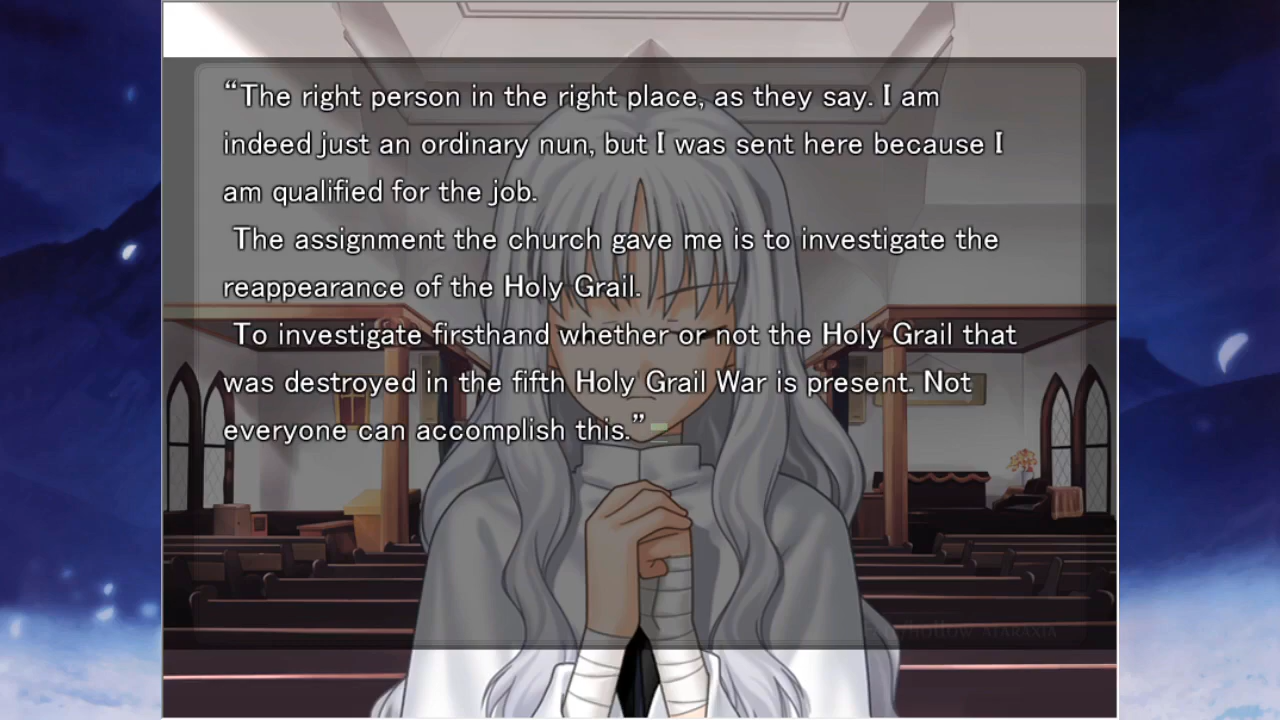 “The right person in the right place, as they say. I am
indeed just an ordinary nun, but I was sent here because I
am qualified for the job.
The assignment the church gave me is to investigate the
reappearance of the Holy Grail.
To investigate firsthand whether or not the Holy Grail that
was destroyed in the fifth Holy Grail War is present. Not
everyone can accomplish this.”
hollow ATARAXIA